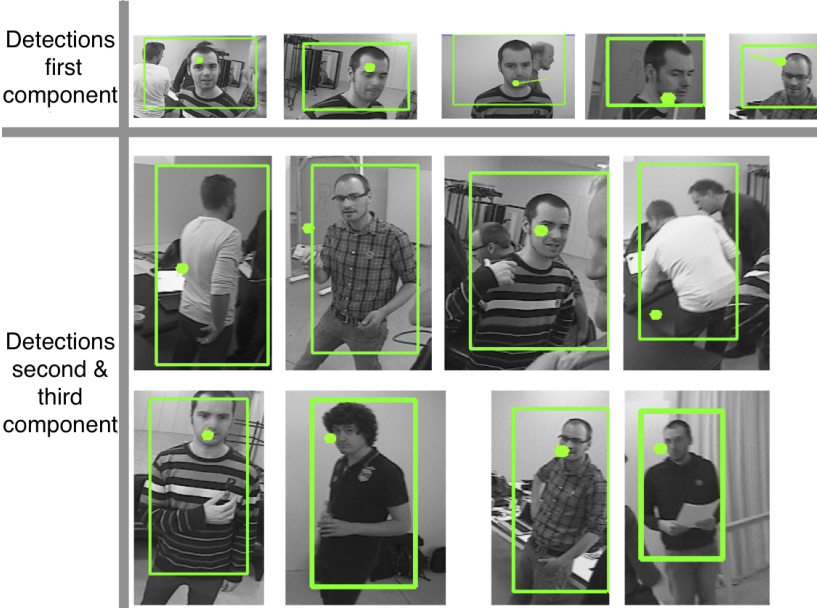 Detections
first
component
Detections
second &
third
component